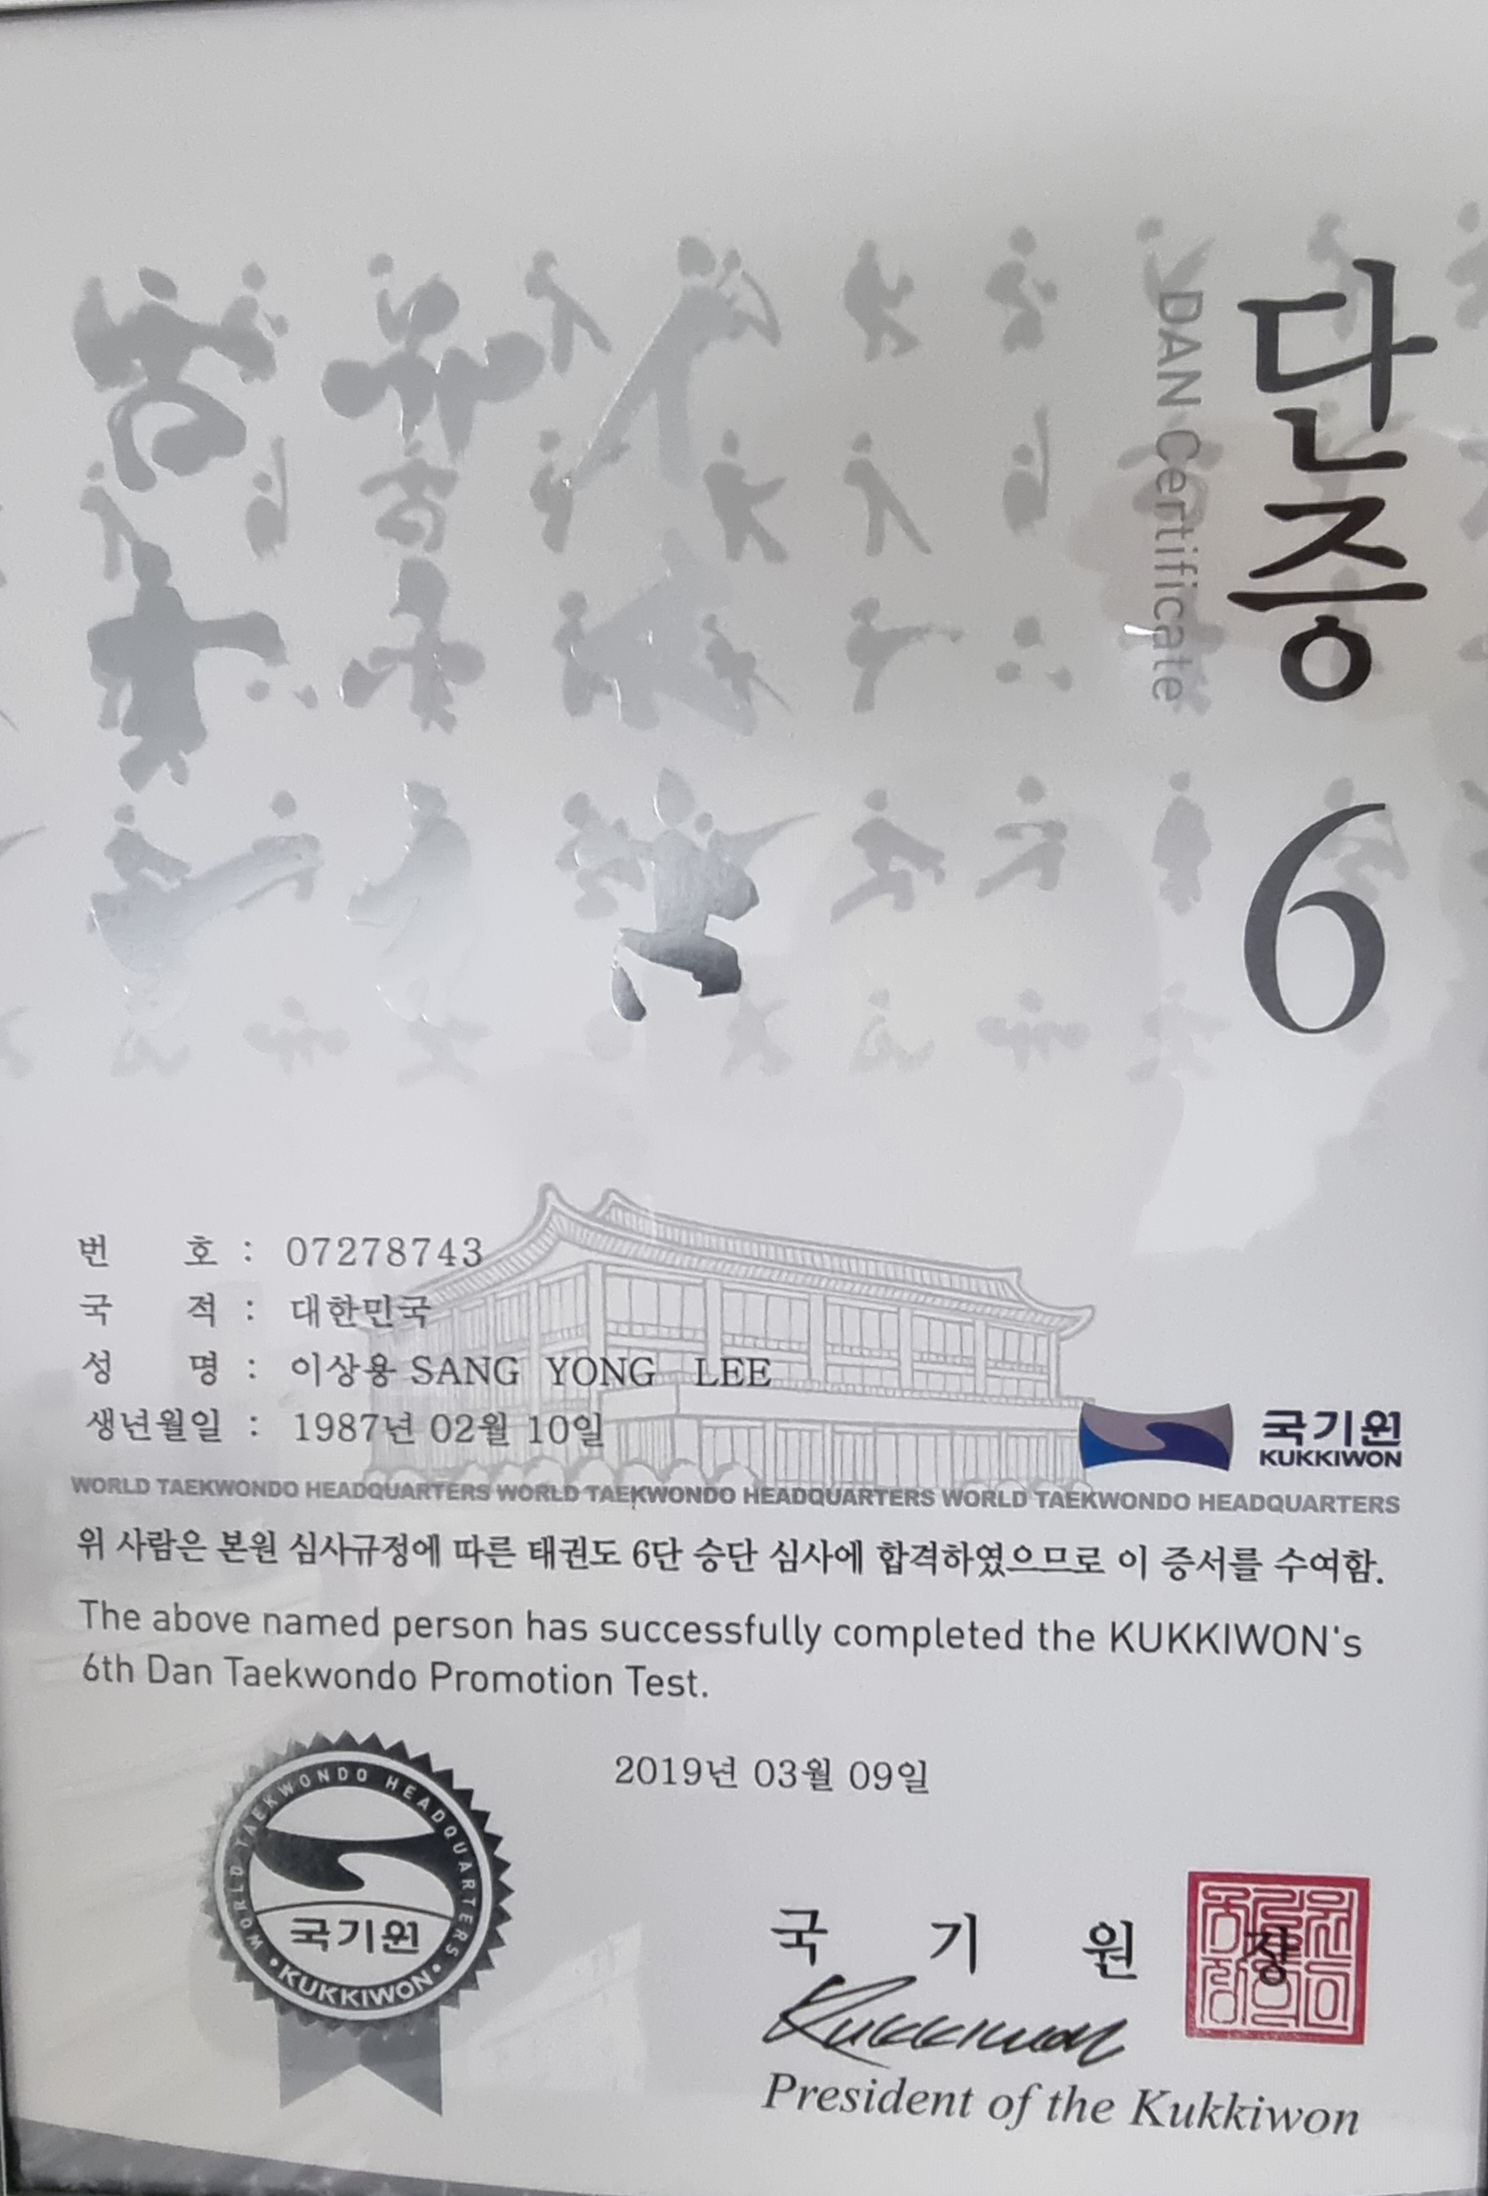 단증
DAN Certificate
6
번 호 : 07278743
국 적 : 대한민국
성 명 : 이상용 SANG YONG LEE
생년월일 : 1987년 02월 10일
국기원
KUKKIWON
WORLD TAEKWONDO HEADQUARTERS WORLD TAEKWONDO HEADQUARTERS WORLD TAEKWONDO HEADQUARTERS
위 사람은 본원 심사규정에 따른 태권도 6단 승단 심사에 합격하였으므로 이 증서를 수여함.
The above named person has successfully completed the KUKKIWON's
6th Dan Taekwondo Promotion Test.
2019년 03월 09일
WORLD TAEKWONDO HEADQUARTERS
국기원
•KUKKIWON•
국 기 원 장
Kukkiwon
President of the Kukkiwon